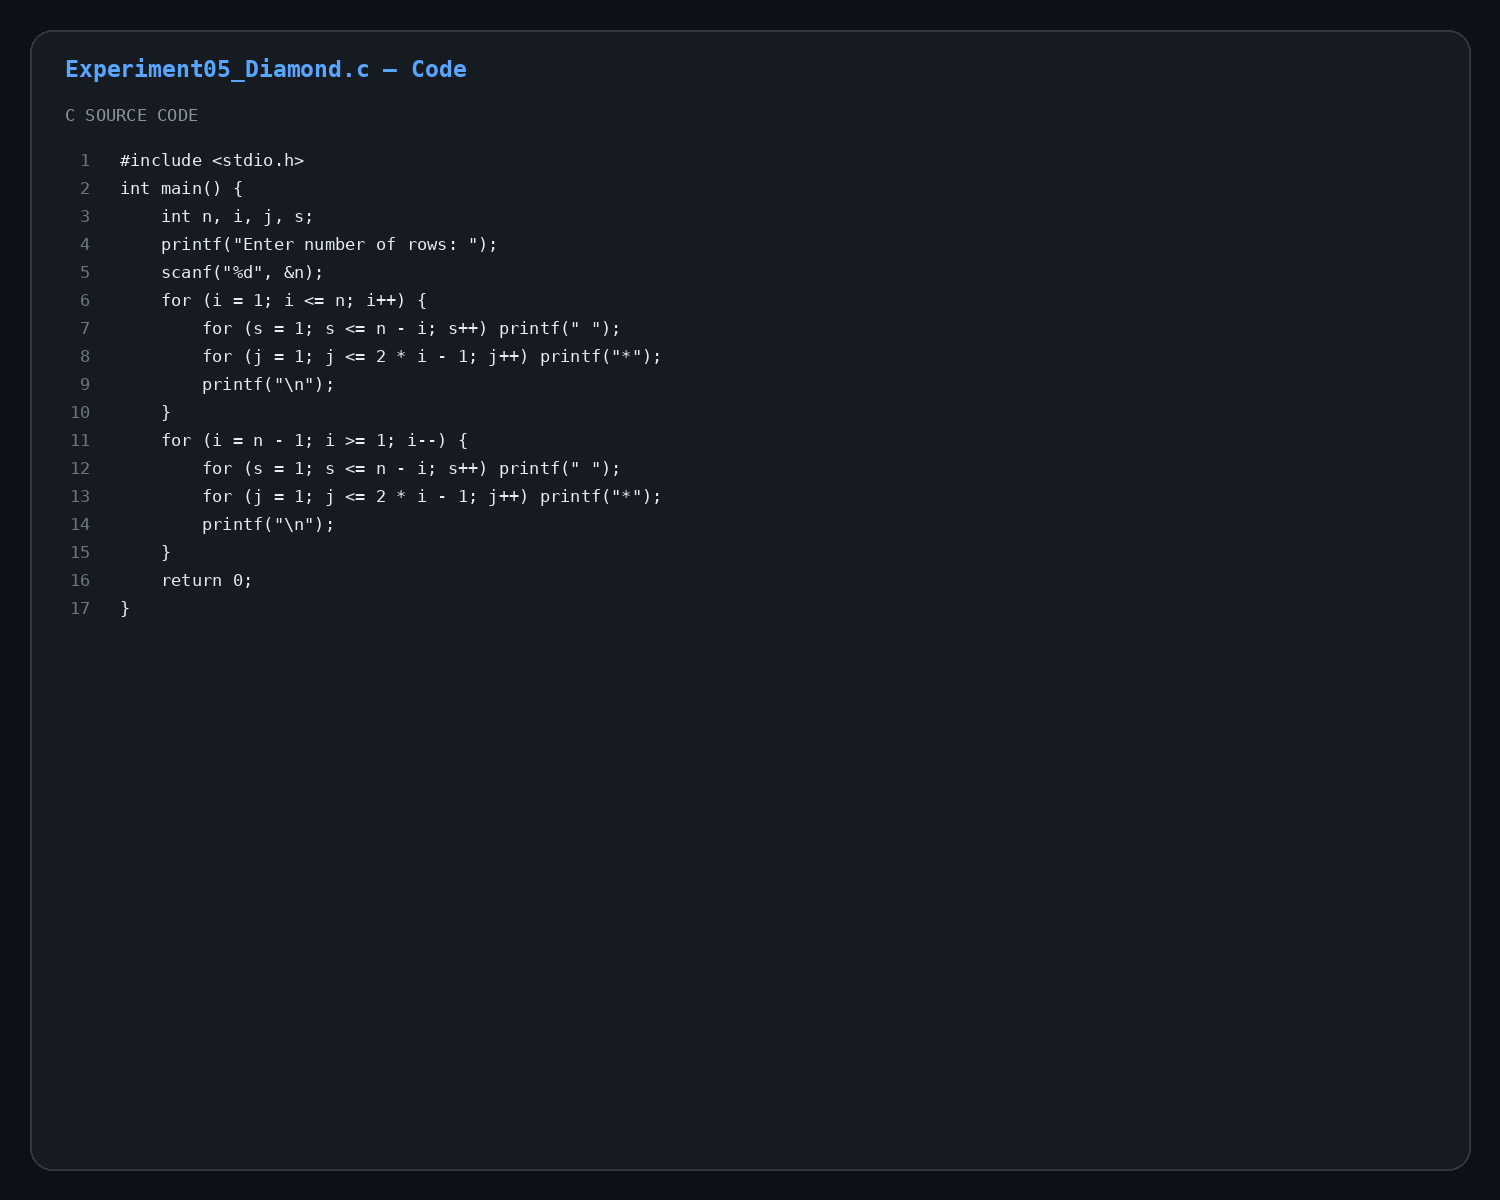 Experiment05_Diamond.c — Code
C SOURCE CODE
1 #include <stdio.h>
2 int main() {
3     int n, i, j, s;
4     printf("Enter number of rows: ");
5     scanf("%d", &n);
6     for (i = 1; i <= n; i++) {
7         for (s = 1; s <= n - i; s++) printf(" ");
8         for (j = 1; j <= 2 * i - 1; j++) printf("*");
9         printf("\n");
10     }
11     for (i = n - 1; i >= 1; i--) {
12         for (s = 1; s <= n - i; s++) printf(" ");
13         for (j = 1; j <= 2 * i - 1; j++) printf("*");
14         printf("\n");
15     }
16     return 0;
17 }